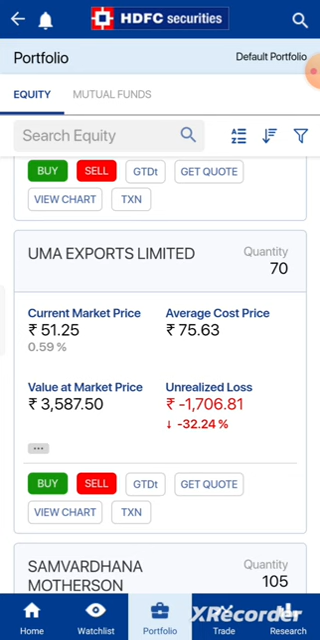 HDFC securities
Portfolio
Default Portfolio
EQUITY
MUTUAL FUNDS
Search Equity
BUY
SELL
GTDt
GET QUOTE
VIEW CHART
TXN
UMA EXPORTS LIMITED
Quantity
70
Current Market Price
Average Cost Price
₹ 51.25
₹ 75.63
0.59 %
Value at Market Price
Unrealized Loss
₹ 3,587.50
₹ -1,706.81
↓ -32.24 %
BUY
SELL
GTDt
GET QUOTE
VIEW CHART
TXN
SAMVARDHANA
MOTHERSON
Quantity
105
Home
Watchlist
Portfolio
Trade
Research
XRecorder